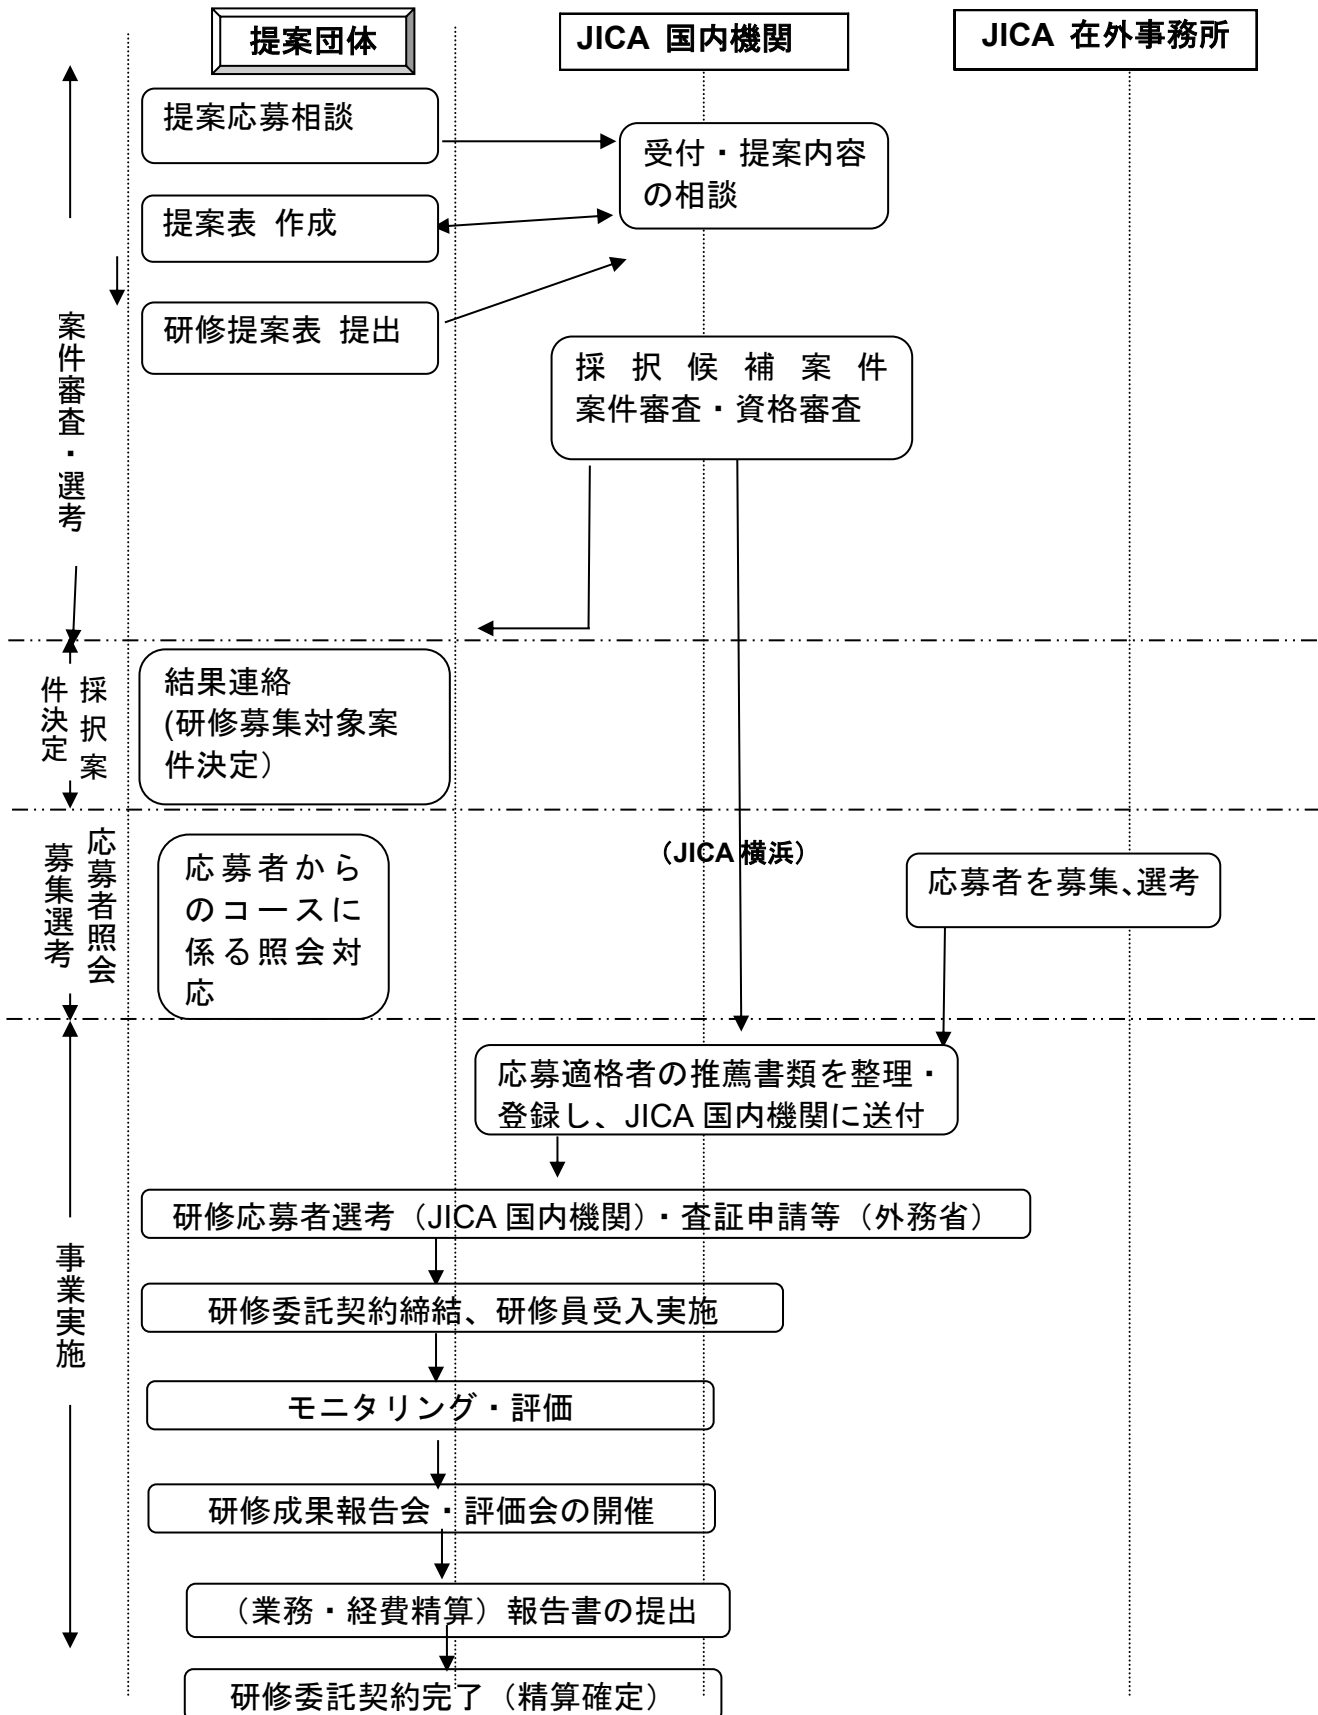 提案団体
JICA 国内機関
JICA 在外事務所
提案応募相談
受付・提案内容
の相談
提案表 作成
研修提案表 提出
案件審査・選考
採択候補案件
案件審査・資格審査
採択案
件決定
結果連絡
(研修募集対象案
件決定）
応募者照会
募集選考
応募者から
のコースに
係る照会対
応
（JICA 横浜）
応募者を募集、選考
応募適格者の推薦書類を整理・
登録し、JICA 国内機関に送付
研修応募者選考（JICA 国内機関）・査証申請等（外務省）
事業実施
研修委託契約締結、研修員受入実施
モニタリング・評価
研修成果報告会・評価会の開催
（業務・経費精算）報告書の提出
研修委託契約完了（精算確定）